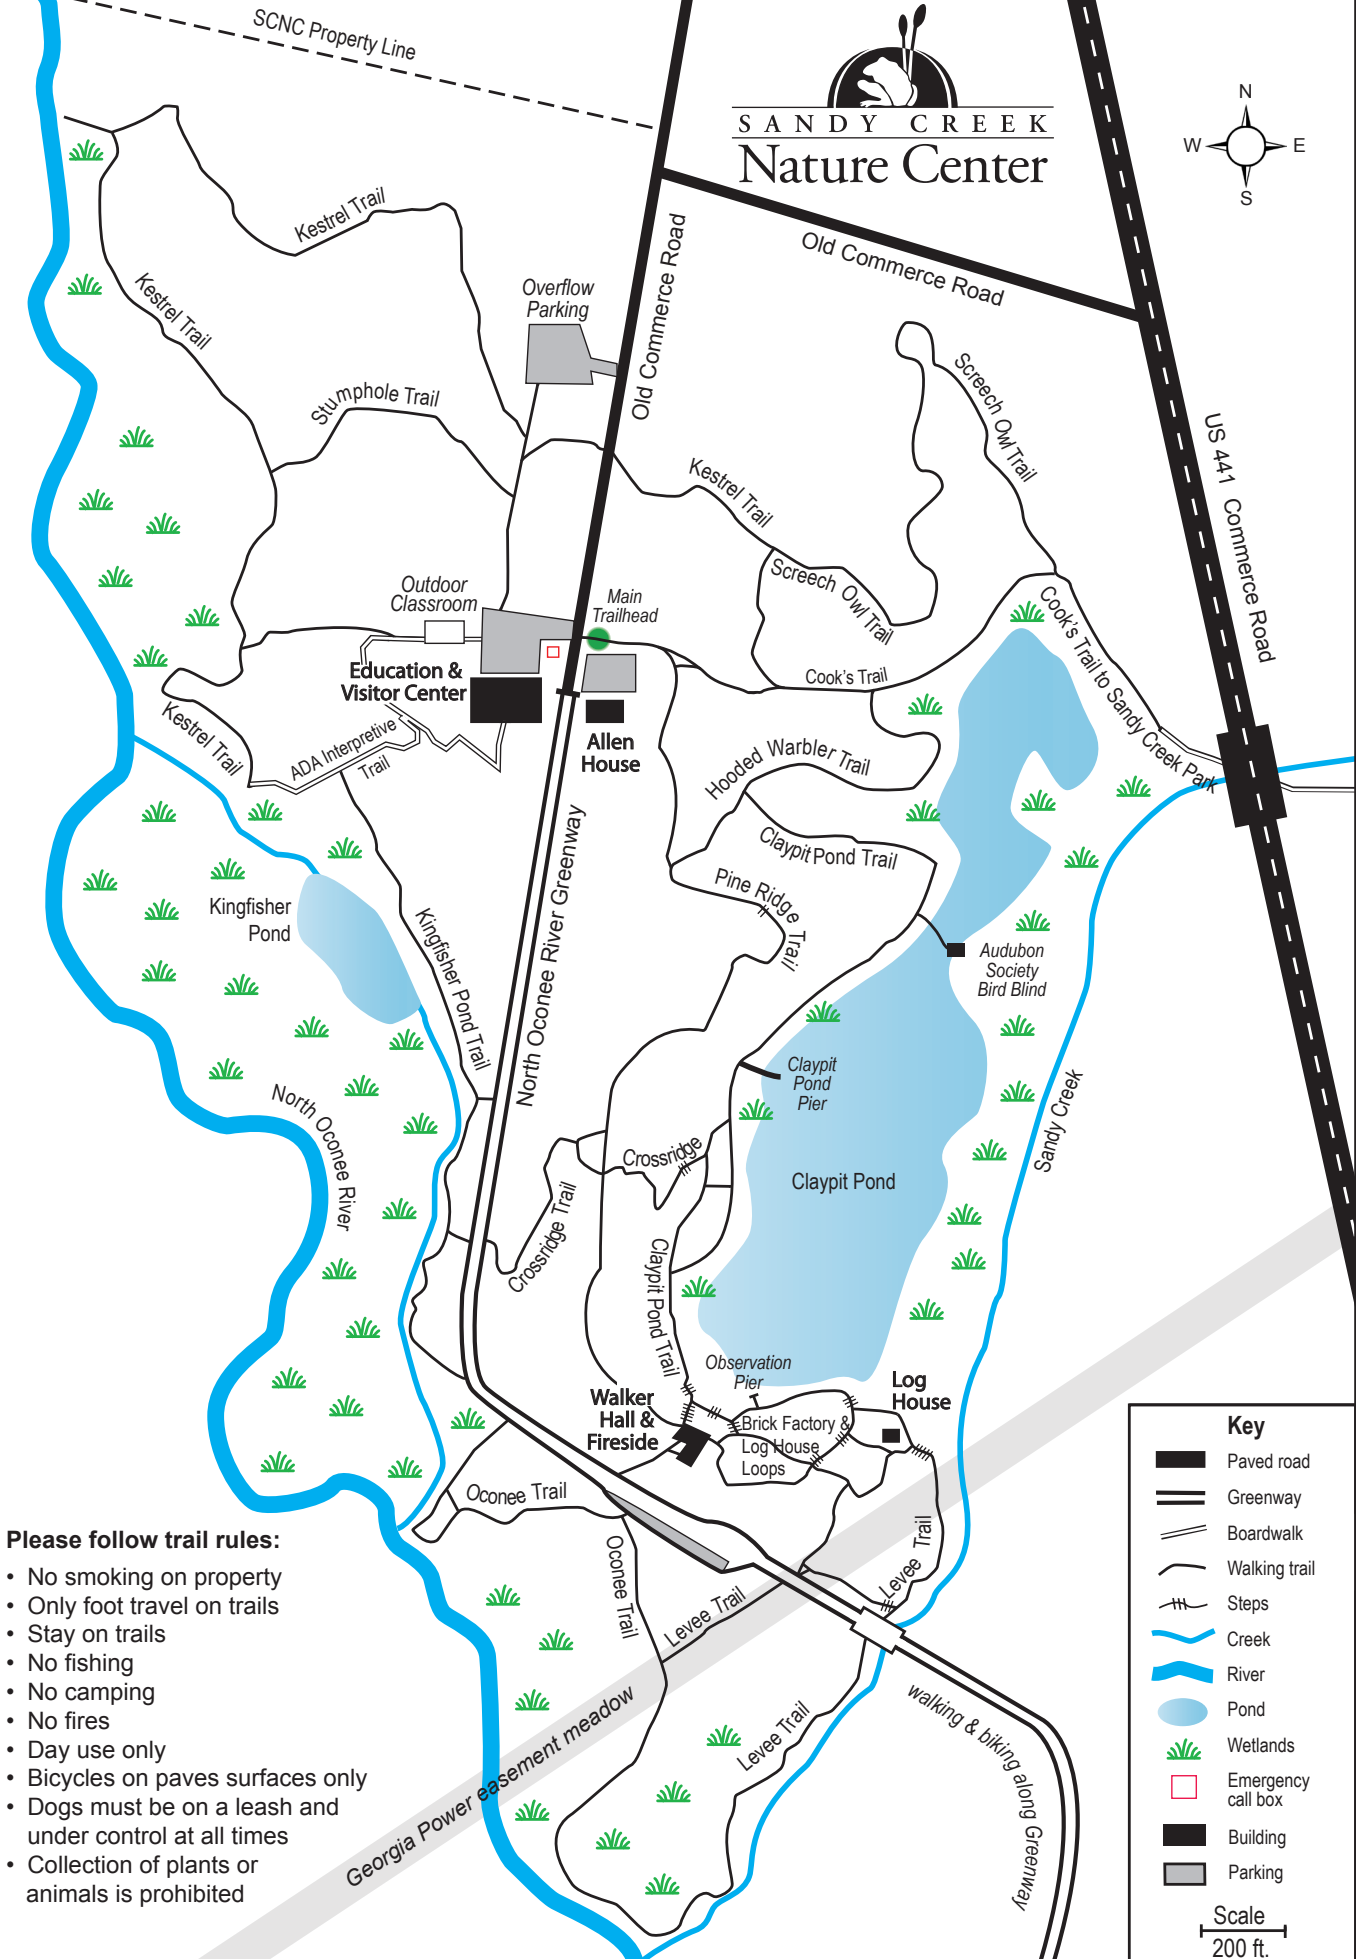 SCNC Property Line
SANDY CREEK
Nature Center
N
W
E
S
Kestrel Trail
Old Commerce Road
Old Commerce Road
Kestrel Trail
Overflow
Parking
Stumphole Trail
Screech Owl Trail
US 441 Commerce Road
Kestrel Trail
Screech Owl Trail
Outdoor
Classroom
Main
Trailhead
Cook's Trail to Sandy Creek Park
Education &
Visitor Center
Cook's Trail
Kestrel Trail
ADA Interpretive
Trail
Allen
House
Hooded Warbler Trail
Claypit Pond Trail
Pine Ridge Trail
Kingfisher
Pond
Kingfisher Pond Trail
North Oconee River Greenway
Audubon
Society
Bird Blind
Claypit
Pond
Pier
North Oconee River
Sandy Creek
Crossridge
Claypit Pond
Crossridge Trail
Claypit Pond Trail
Observation
Pier
Log
House
Walker
Hall &
Fireside
Brick Factory &
Log House
Loops
Oconee Trail
Oconee Trail
Levee Trail
Levee Trail
Levee Trail
Georgia Power easement meadow
walking & biking along Greenway
Please follow trail rules:
• No smoking on property
• Only foot travel on trails
• Stay on trails
• No fishing
• No camping
• No fires
• Day use only
• Bicycles on paves surfaces only
• Dogs must be on a leash and
under control at all times
• Collection of plants or
animals is prohibited
Key
Paved road
Greenway
Boardwalk
Walking trail
Steps
Creek
River
Pond
Wetlands
Emergency
call box
Building
Parking
Scale
200 ft.